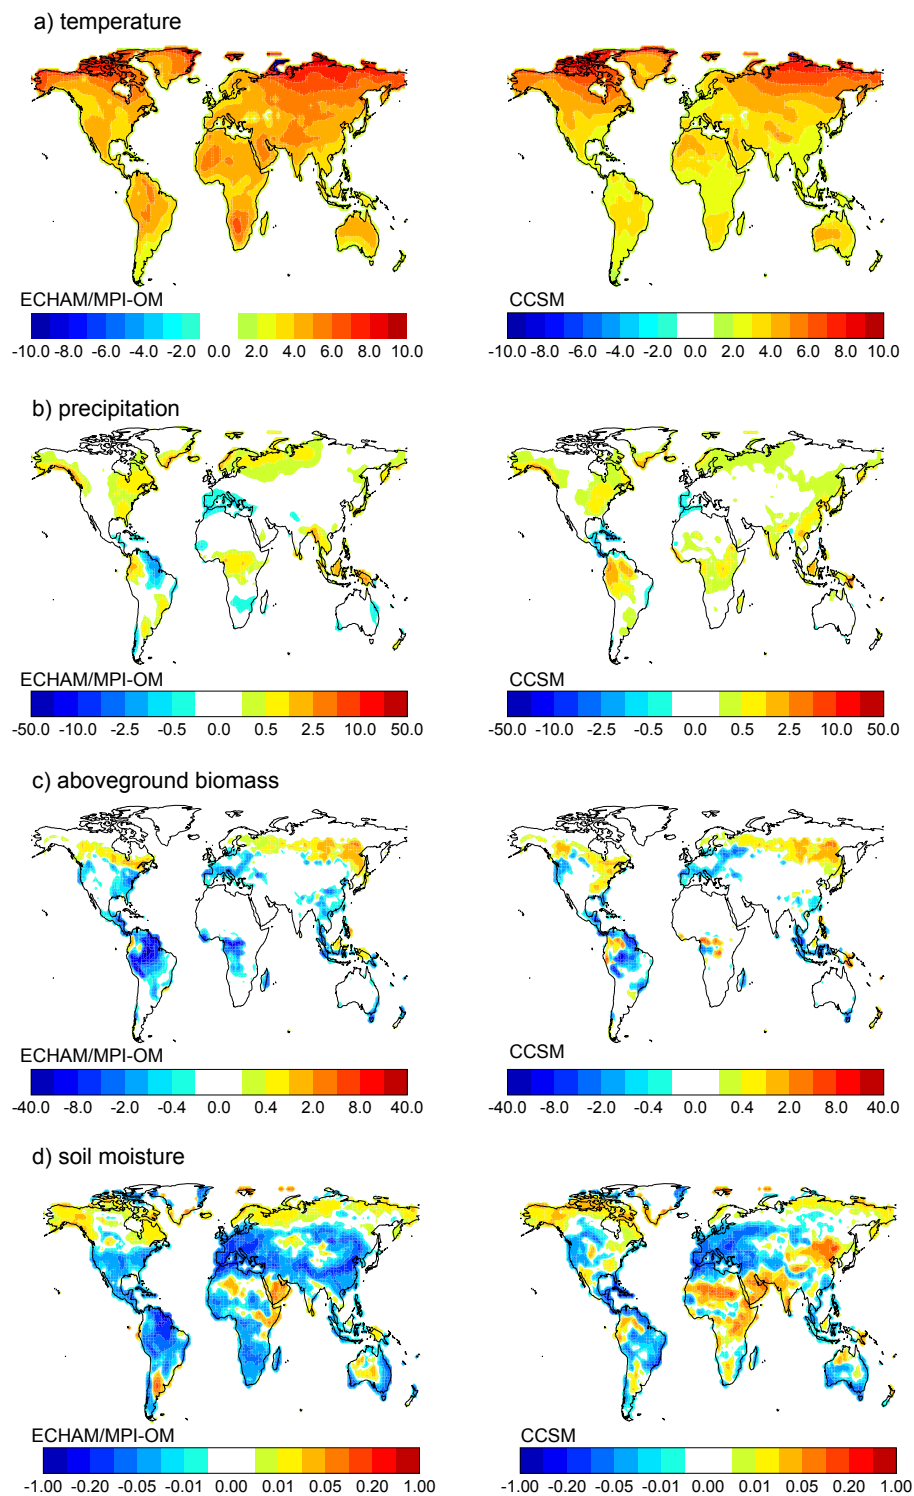 a) temperature
ECHAM/MPI-OM CCSM
-10.0 -8.0 -6.0 -4.0 -2.0 0.0 2.0 4.0 6.0 8.0 10.0 -10.0 -8.0 -6.0 -4.0 -2.0 0.00 2.0 4.0 6.0 8.0 10.0
b) precipitation
ECHAM/MPI-OM CCSM
-50.0 -10.0 -2.5 -0.5 0.0 0.5 2.5 10.0 50.0 -50.0 -10.0 -2.5 -0.5 0.0 0.5 2.5 10.0 50.0
c) aboveground biomass
ECHAM/MPI-OM CCSM
-40.0 -8.0 -2.0 -0.4 0.0 0.4 2.0 8.0 40.0 -40.0 -8.0 -2.0 -0.4 0.0 0.4 2.0 8.0 40.0
d) soil moisture
ECHAM/MPI-OM CCSM
-1.00 -0.20 -0.05 -0.01 0.00 0.01 0.05 0.20 1.00 -1.00 -0.20 -0.05 -0.01 0.00 0.01 0.05 0.20 1.00